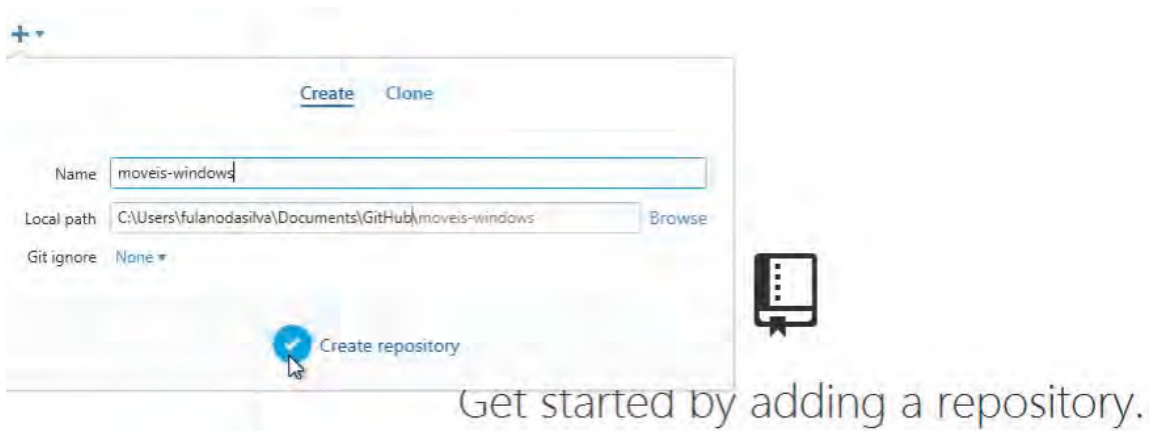 Create Clone
Name moveis-windows
Local path C:\Users\fulanodasilva\Documents\GitHub\moveis-windows Browse
Git ignore None
Create repository
Get started by adding a repository.